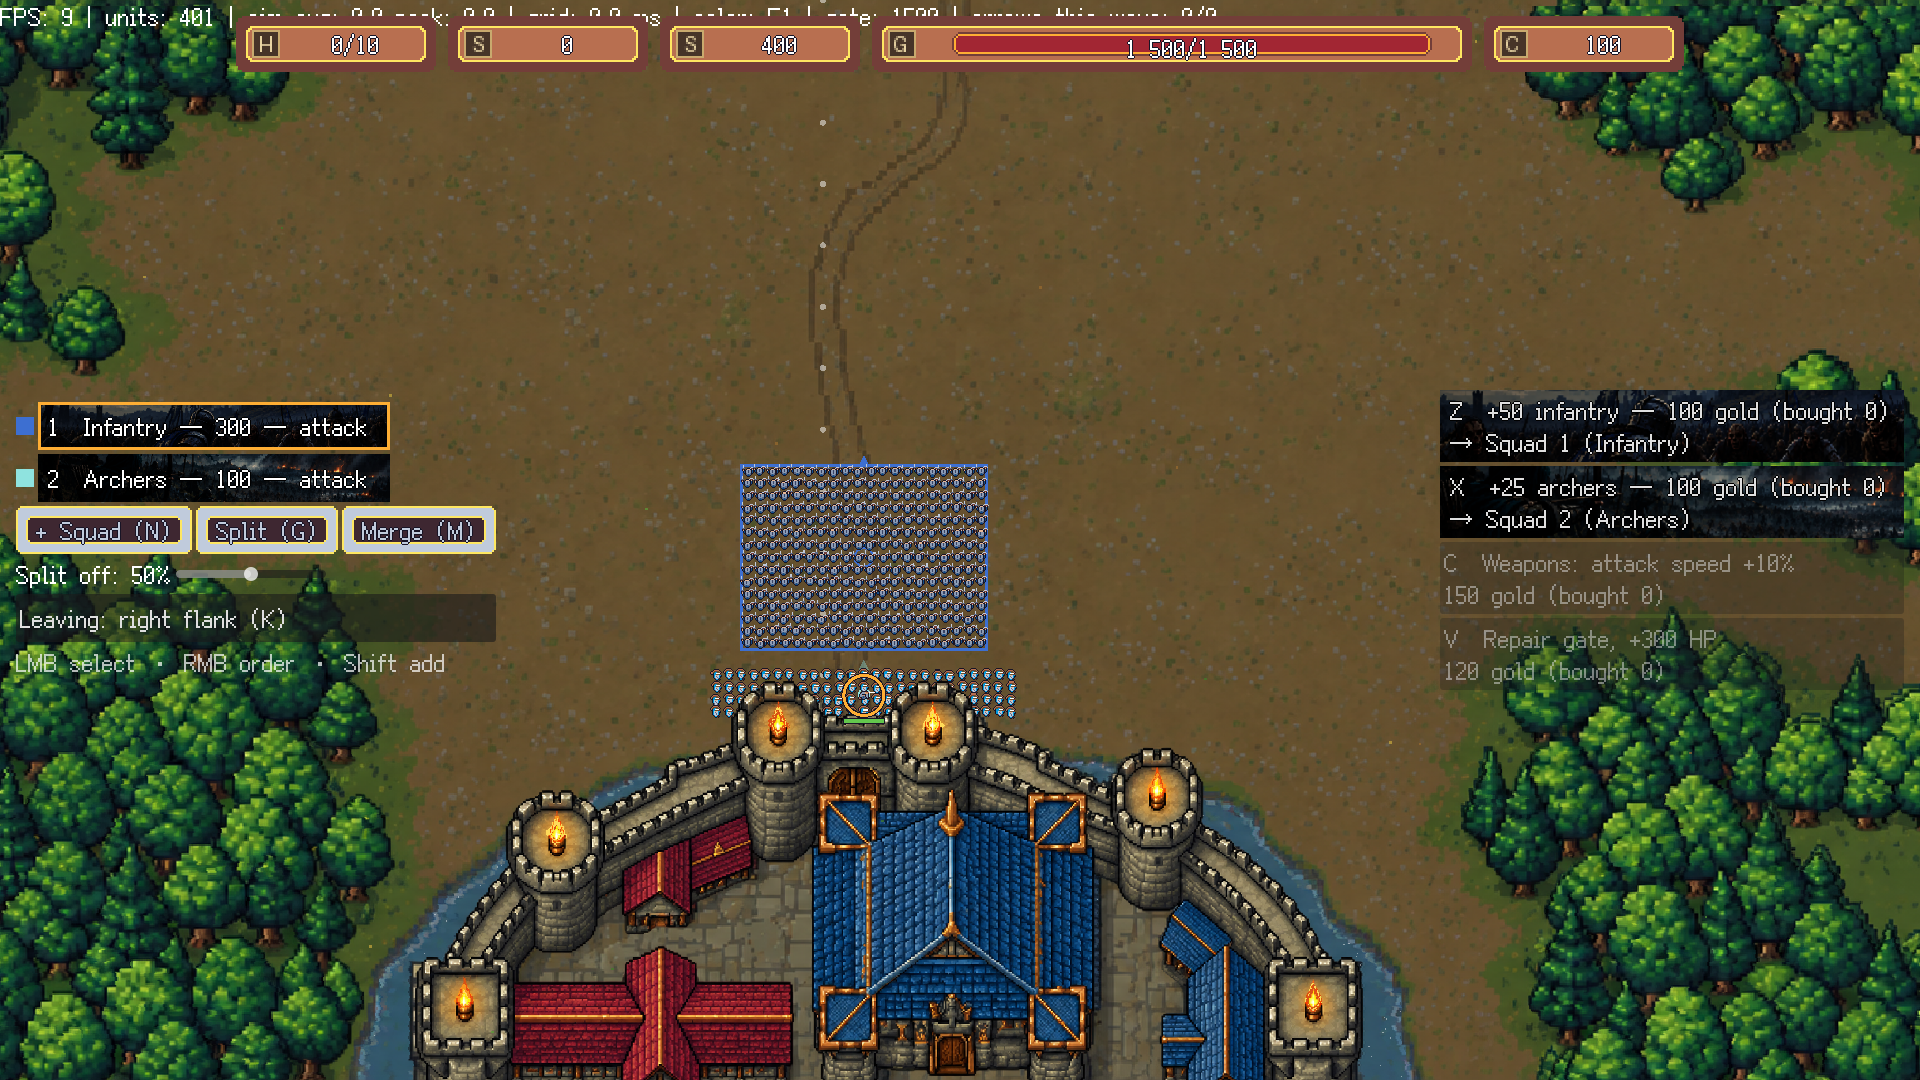 FPS: 9 | units: 401 |
H 0/10
S 0
S 400
G 1 500/1 500
C 100
1 Infantry — 300 — attack
2 Archers — 100 — attack
+ Squad (N) Split (G) Merge (M)
Split off: 50%
Leaving: right flank (K)
LMB select · RMB order · Shift add
Z +50 infantry — 100 gold (bought 0)
→ Squad 1 (Infantry)
X +25 archers — 100 gold (bought 0)
→ Squad 2 (Archers)
C Weapons: attack speed +10%
150 gold (bought 0)
V Repair gate, +300 HP
120 gold (bought 0)